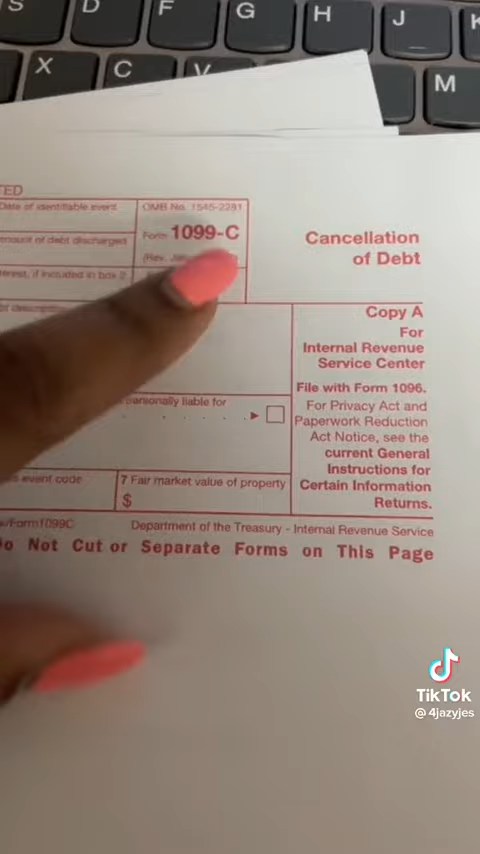 S D F G H J K
X C V M
TED
Date of identifiable event
OMB No. 1545-2281
Form 1099-C
Amount of debt discharged
(Rev.
Interest, if included in box 2
Cancellation
of Debt
Copy A
For
Internal Revenue
Service Center
File with Form 1096.
For Privacy Act and
Paperwork Reduction
Act Notice, see the
current General
Instructions for
Certain Information
Returns.
personally liable for
event code
7 Fair market value of property
$
Form1099C
Department of the Treasury - Internal Revenue Service
Do Not Cut or Separate Forms on This Page
TikTok
@4jazyjes